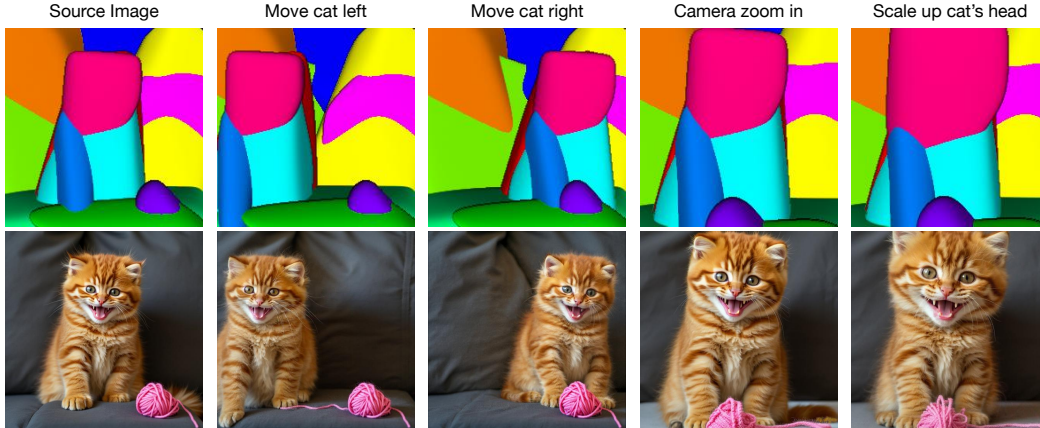 Source Image
Move cat left
Move cat right
Camera zoom in
Scale up cat's head